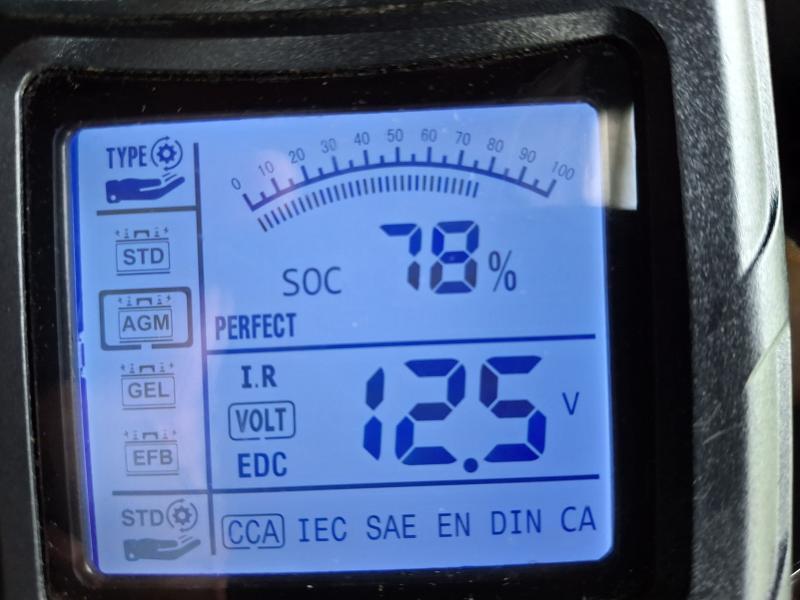 TYPE
0 10 20 30 40 50 60 70 80 90 100
STD
SOC 78%
AGM
PERFECT
GEL
I.R
VOLT 12.5 V
EFB
EDC
STD
CCA IEC SAE EN DIN CA